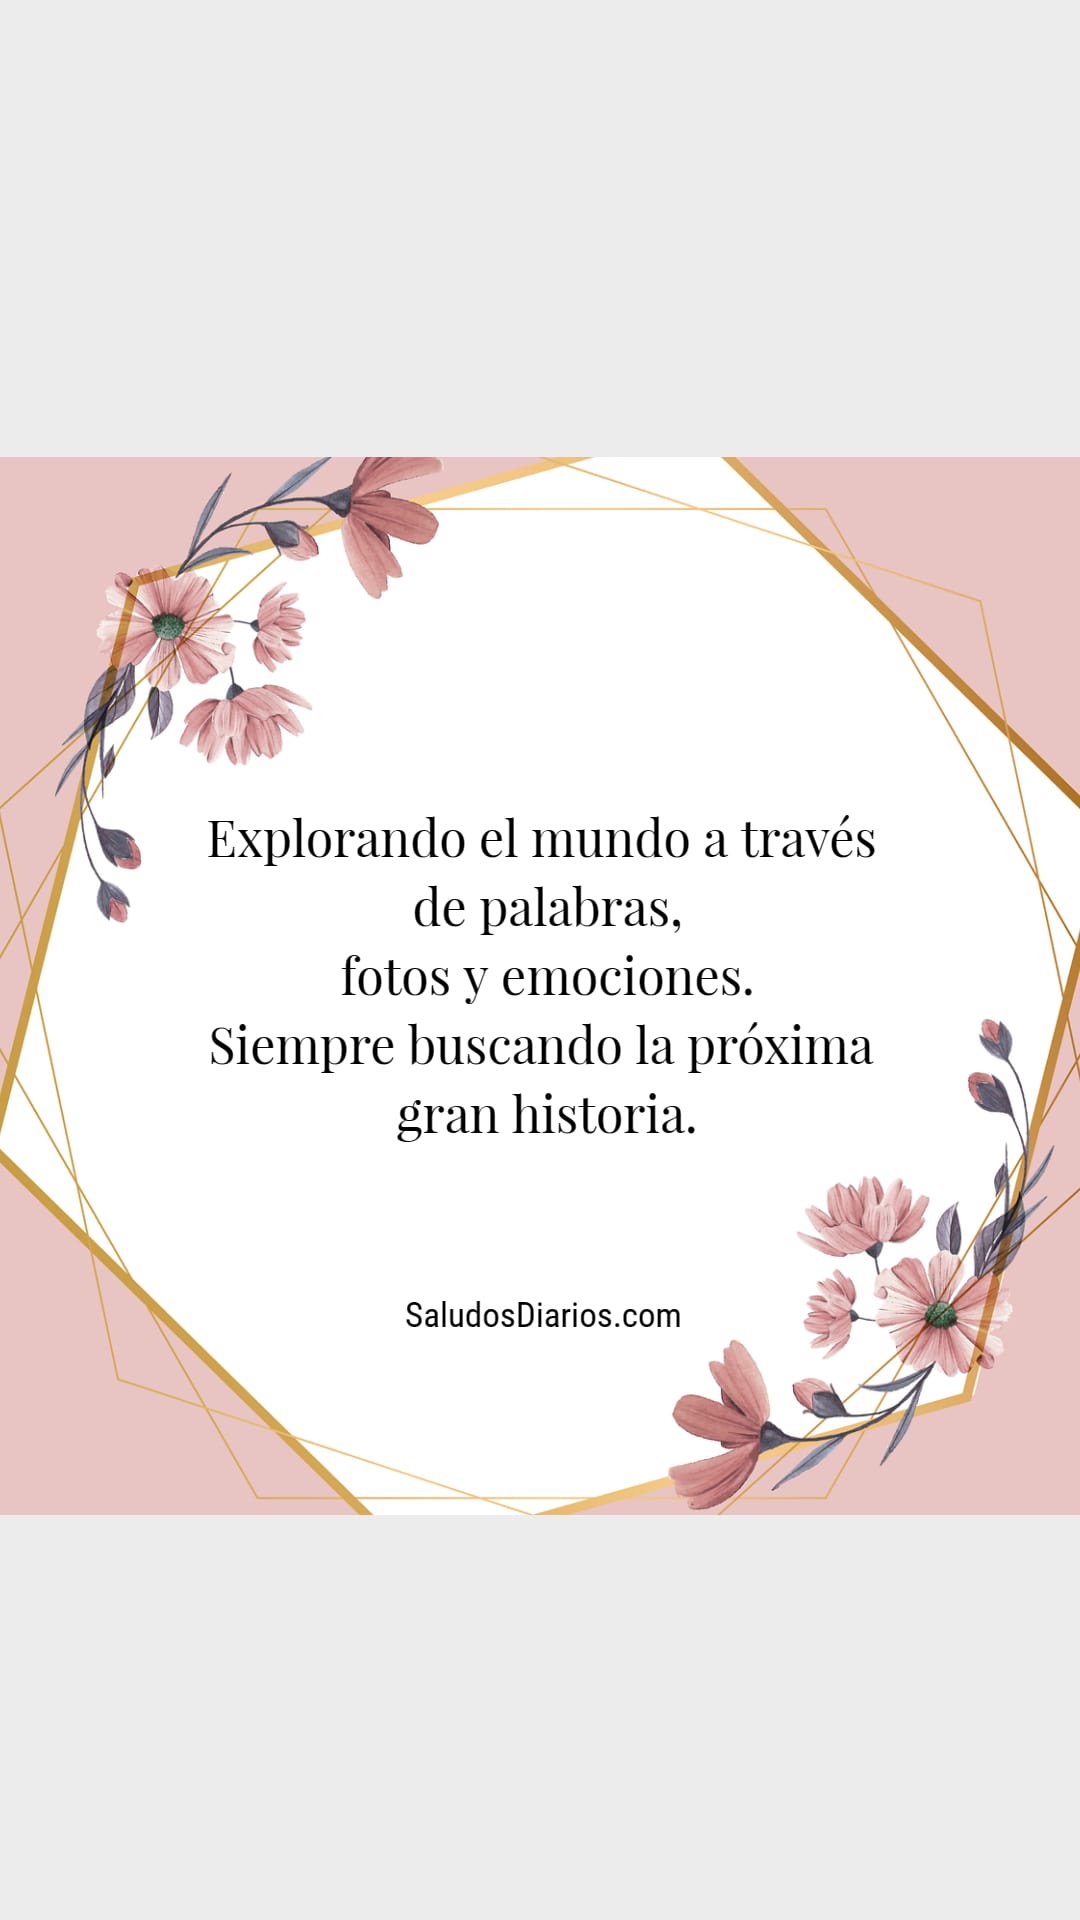 Explorando el mundo a través
de palabras,
fotos y emociones.
Siempre buscando la próxima
gran historia.
SaludosDiarios.com